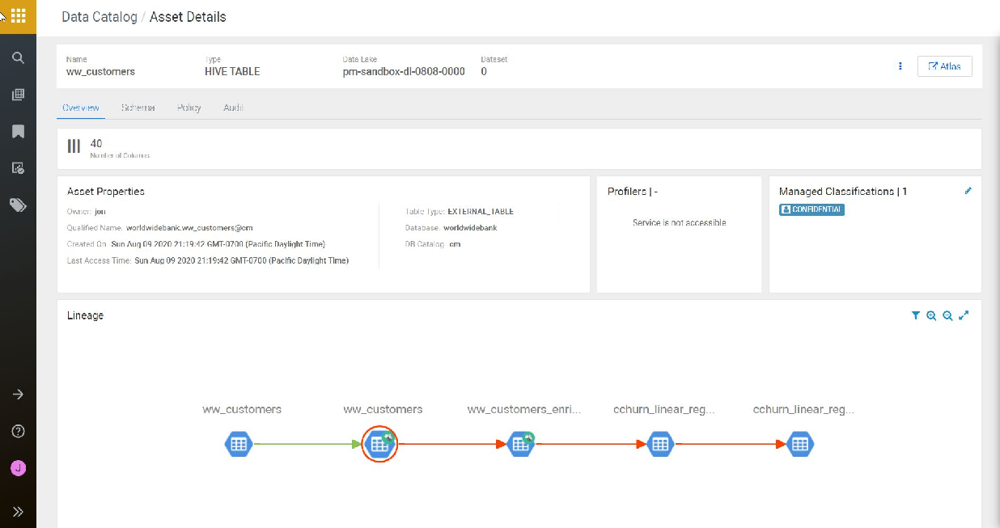 Data Catalog / Asset Details
Name
ww_customers
Type
HIVE TABLE
Data Lake
pm-sandbox-dl-0808-0000
Dataset
0
Atlas
Overview
Schema
Policy
Audit
40
Number of Columns
Asset Properties
Owner: jon
Qualified Name: worldwidebank.ww_customers@cm
Created On: Sun Aug 09 2020 21:19:42 GMT-0700 (Pacific Daylight Time)
Last Access Time: Sun Aug 09 2020 21:19:42 GMT-0700 (Pacific Daylight Time)
Table Type: EXTERNAL_TABLE
Database: worldwidebank
DB Catalog: cm
Profilers | -
Service is not accessible
Managed Classifications | 1
CONFIDENTIAL
Lineage
ww_customers
ww_customers
ww_customers_enri...
cchurn_linear_reg...
cchurn_linear_reg...
J